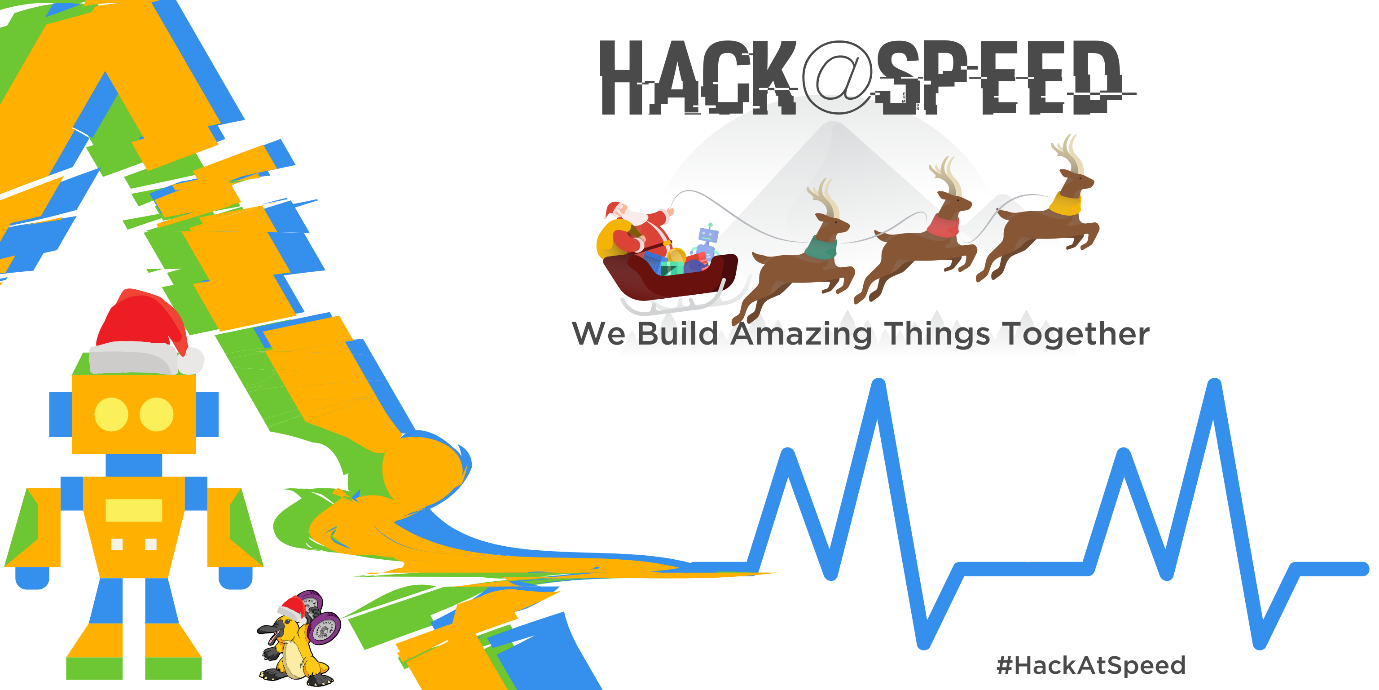 HACK@SPEED
We Build Amazing Things Together
#HackAtSpeed